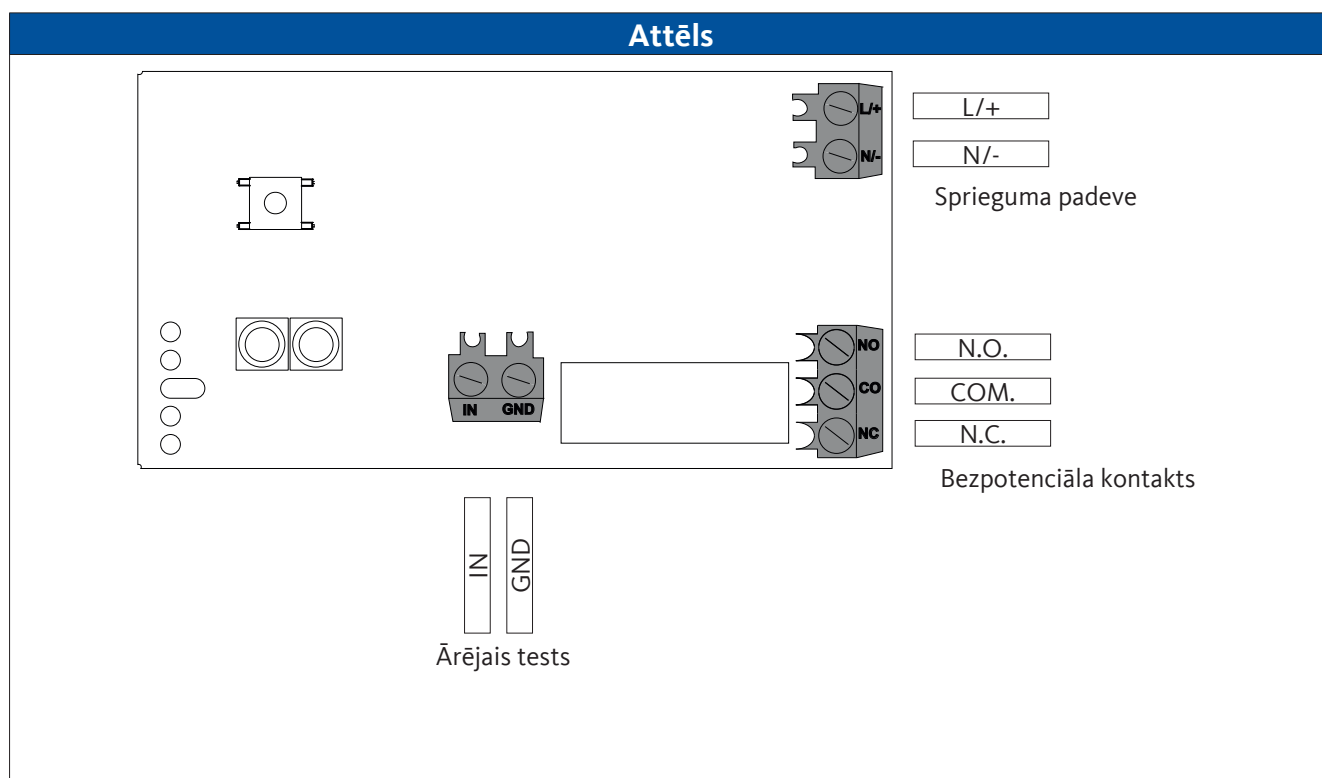 Attēls
L/+
L/+
N/-
N/-
Sprieguma padeve
NO
N.O.
CO
COM.
NC
N.C.
IN GND
Bezpotenciāla kontakts
IN
GND
Ārējais tests